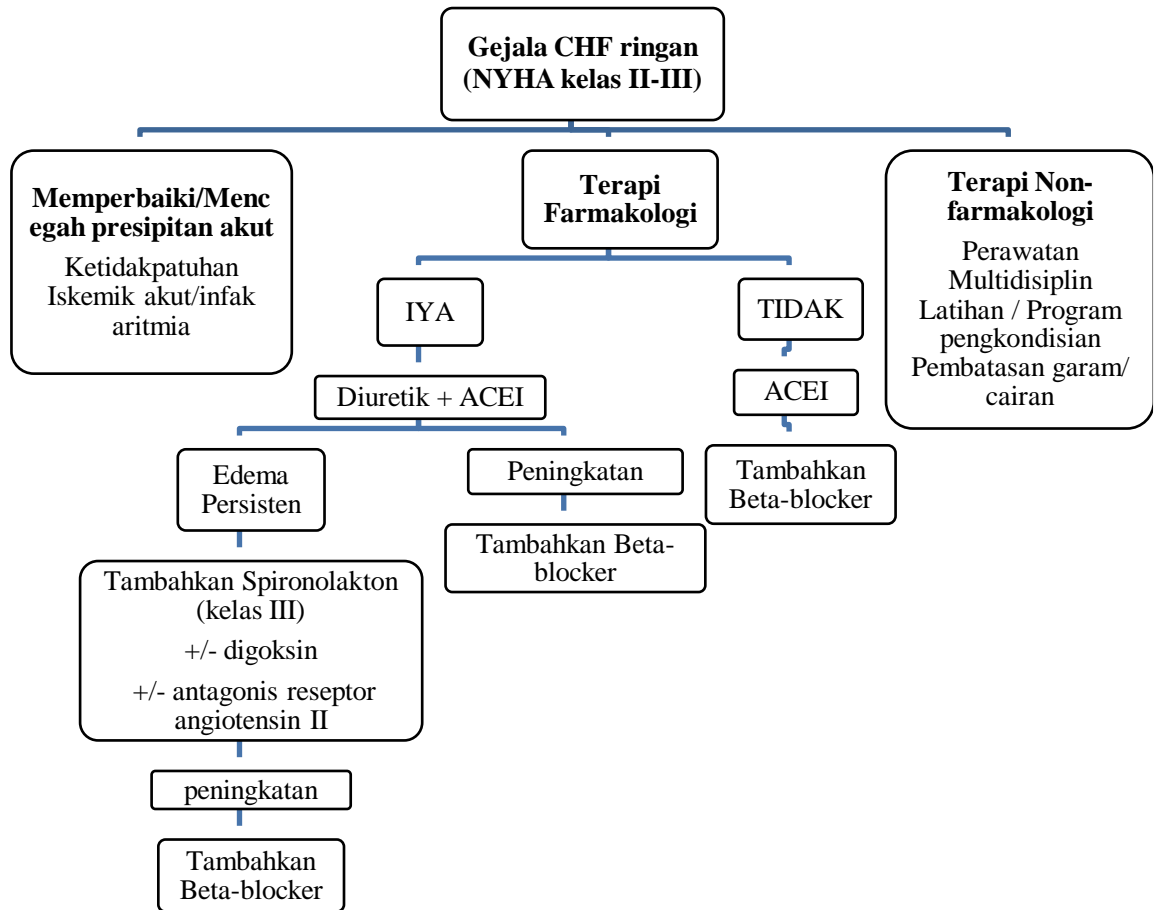 Gejala CHF ringan
(NYHA kelas II-III)
Memperbaiki/Menc
egah presipitan akut
Ketidakpatuhan
Iskemik akut/infak
aritmia
Terapi
Farmakologi
Terapi Non-
farmakologi
Perawatan
Multidisiplin
Latihan / Program
pengkondisian
Pembatasan garam/
cairan
IYA
TIDAK
Diuretik + ACEI
ACEI
Edema
Persisten
Peningkatan
Tambahkan
Beta-blocker
Tambahkan Beta-
blocker
Tambahkan Spironolakton
(kelas III)
+/- digoksin
+/- antagonis reseptor
angiotensin II
peningkatan
Tambahkan
Beta-blocker